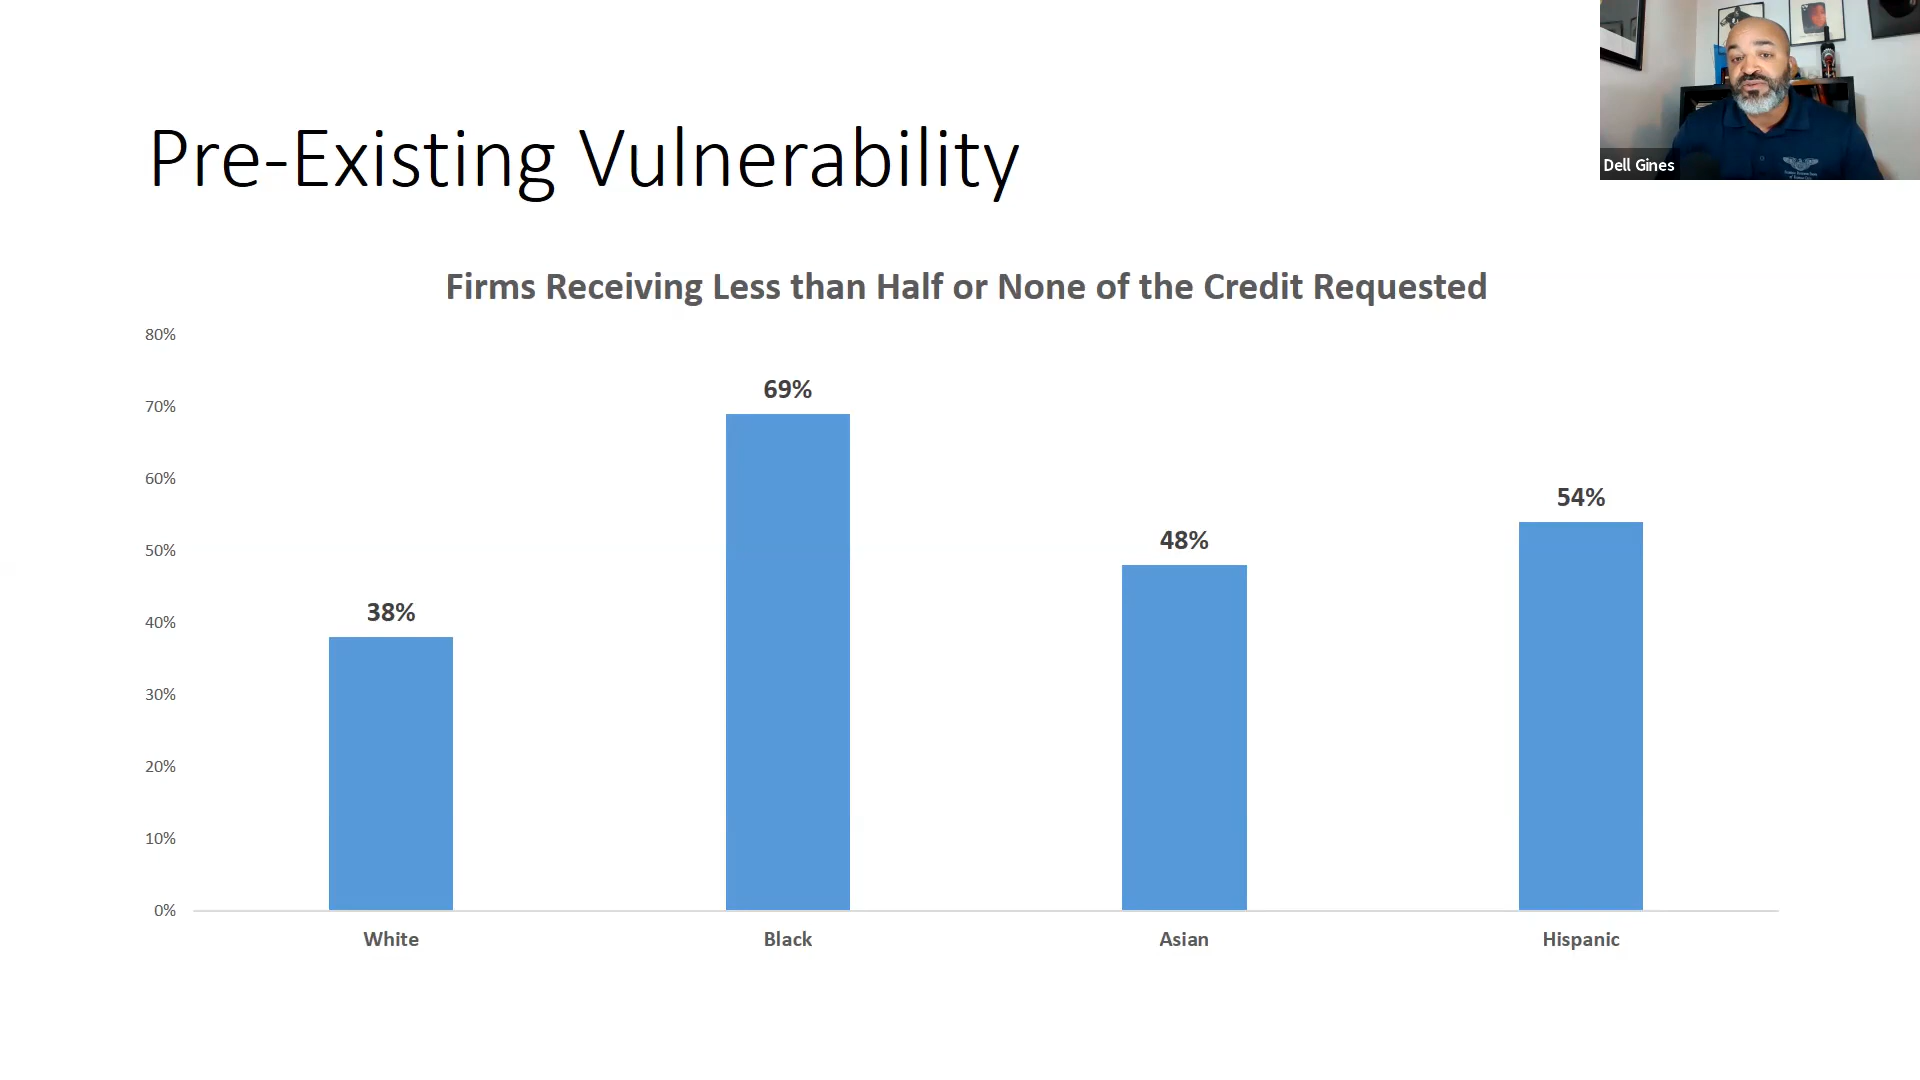 Pre-Existing Vulnerability
Dell Gines
Firms Receiving Less than Half or None of the Credit Requested
80%
70%
60%
50%
40%
30%
20%
10%
0%
38%
69%
48%
54%
White
Black
Asian
Hispanic